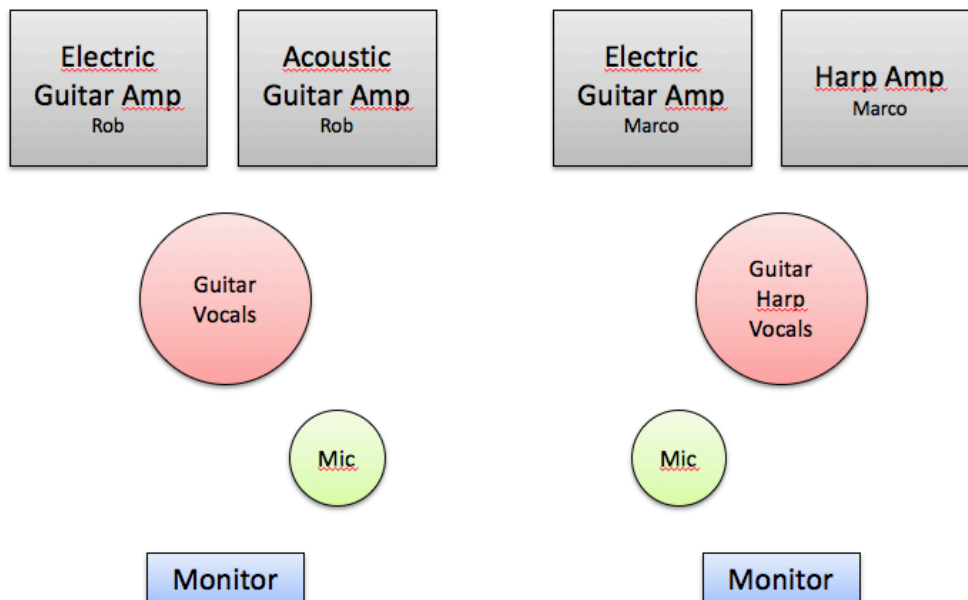 Electric
Guitar Amp
Rob
Acoustic
Guitar Amp
Rob
Electric
Guitar Amp
Marco
Harp Amp
Marco
Guitar
Vocals
Guitar
Harp
Vocals
Mic
Mic
Monitor
Monitor